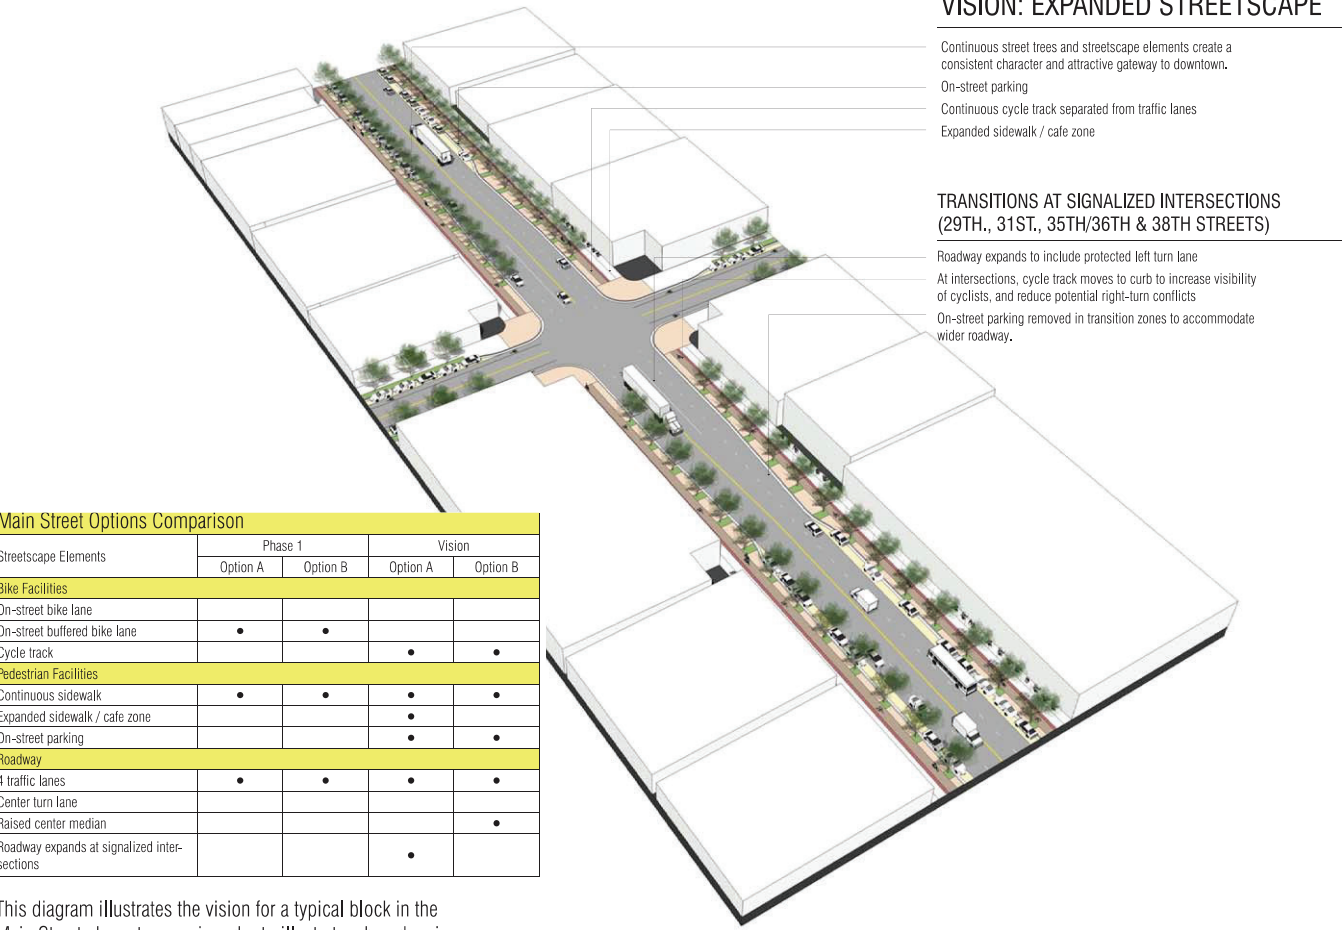 VISION: EXPANDED STREETSCAPE
Continuous street trees and streetscape elements create a
consistent character and attractive gateway to downtown.
On-street parking
Continuous cycle track separated from traffic lanes
Expanded sidewalk / cafe zone
TRANSITIONS AT SIGNALIZED INTERSECTIONS
(29TH., 31ST., 35TH/36TH & 38TH STREETS)
Roadway expands to include protected left turn lane
At intersections, cycle track moves to curb to increase visibility
of cyclists, and reduce potential right-turn conflicts
On-street parking removed in transition zones to accommodate
wider roadway.
Main Street Options Comparison
Streetscape Elements
Phase 1
Vision
Option A
Option B
Option A
Option B
Bike Facilities
On-street bike lane
On-street buffered bike lane ● ●
Cycle track ● ●
Pedestrian Facilities
Continuous sidewalk ● ● ● ●
Expanded sidewalk / cafe zone ●
On-street parking ● ●
Roadway
4 traffic lanes ● ● ● ●
Center turn lane
Raised center median ●
Roadway expands at signalized inter-
sections ●
This diagram illustrates the vision for a typical block in the